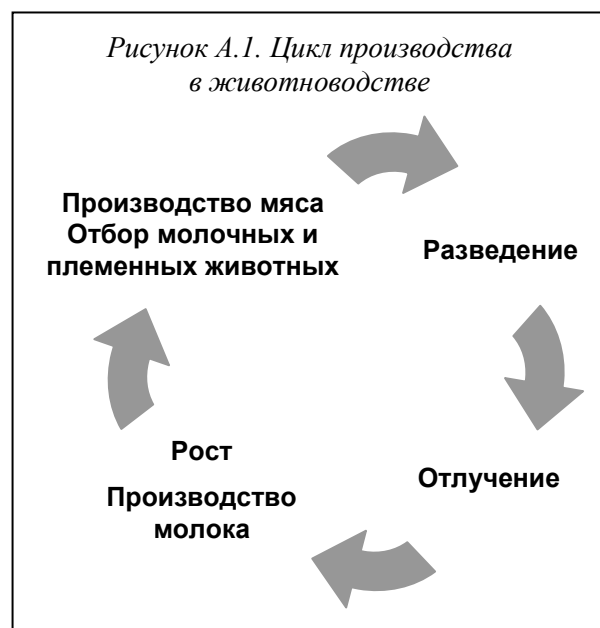 Рисунок А.1. Цикл производства
в животноводстве
Производство мяса
Отбор молочных и
племенных животных
Разведение
Отлучение
Рост
Производство
молока